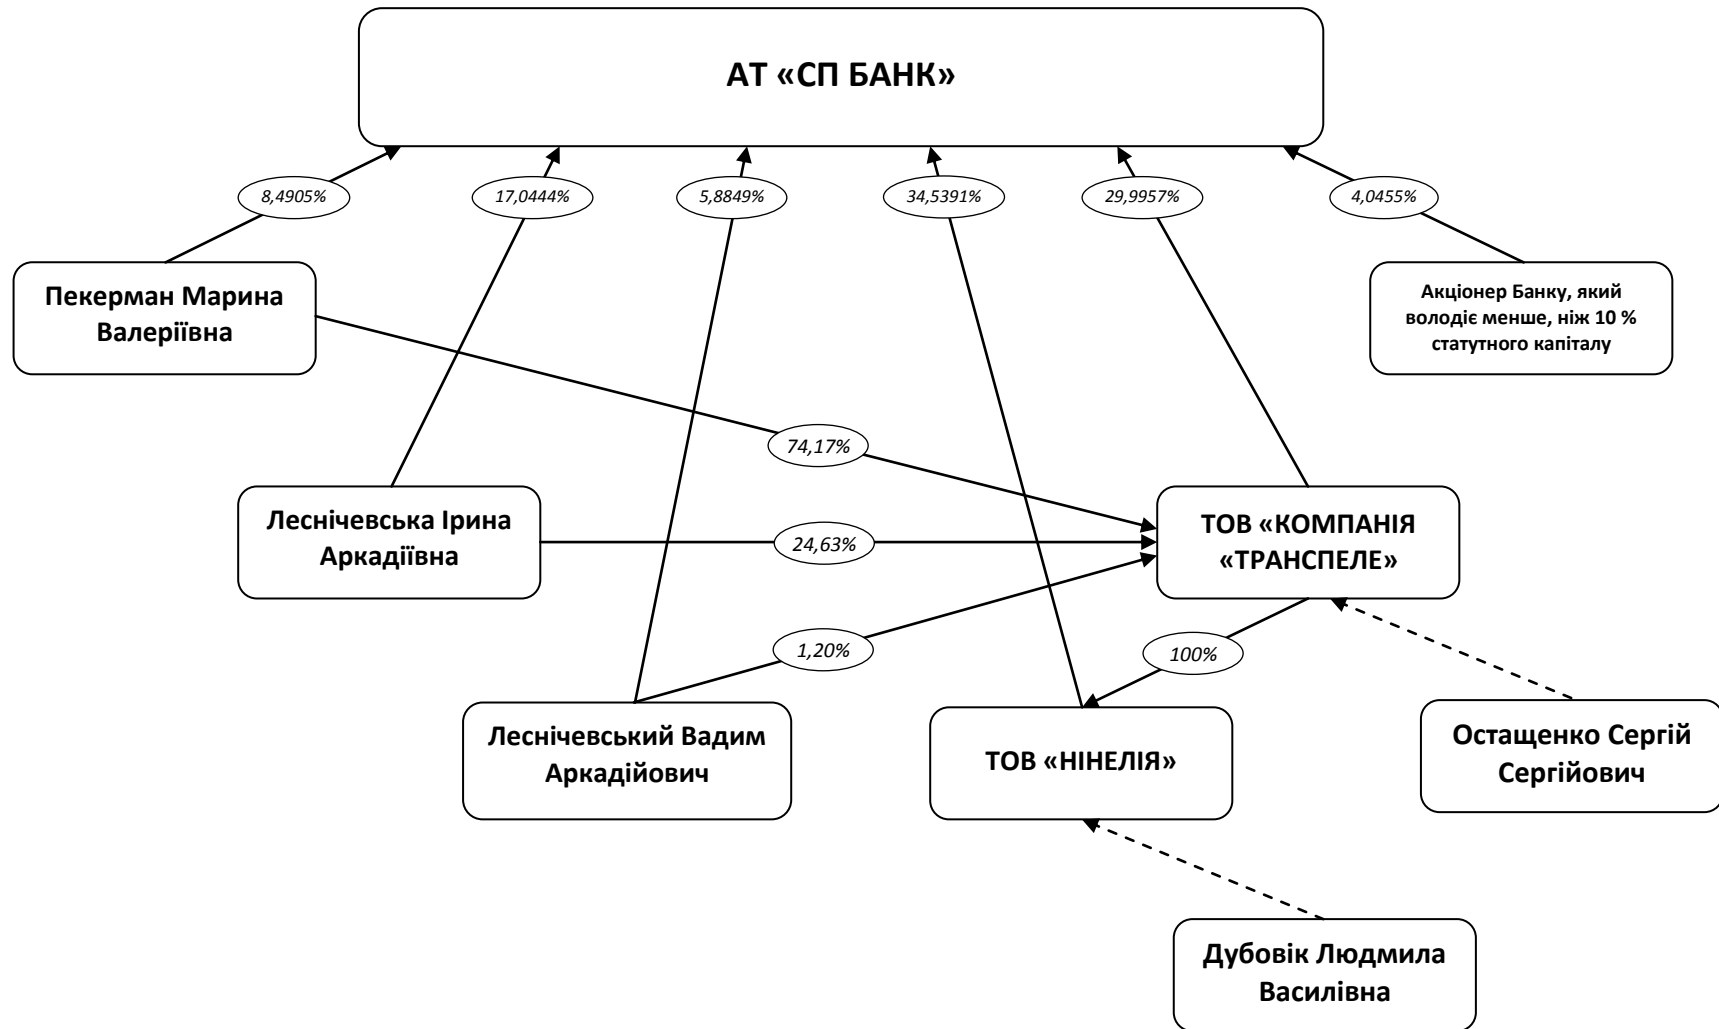 АТ «СП БАНК»
8,4905%
17,0444%
5,8849%
34,5391%
29,9957%
4,0455%
Пекерман Марина
Валеріївна
Акціонер Банку, який
володіє менше, ніж 10 %
статутного капіталу
74,17%
Леснічевська Ірина
Аркадіївна
24,63%
ТОВ «КОМПАНІЯ
«ТРАНСПЕЛЕ»
1,20%
100%
Леснічевський Вадим
Аркадійович
ТОВ «НІНЕЛІЯ»
Остащенко Сергій
Сергійович
Дубовік Людмила
Василівна